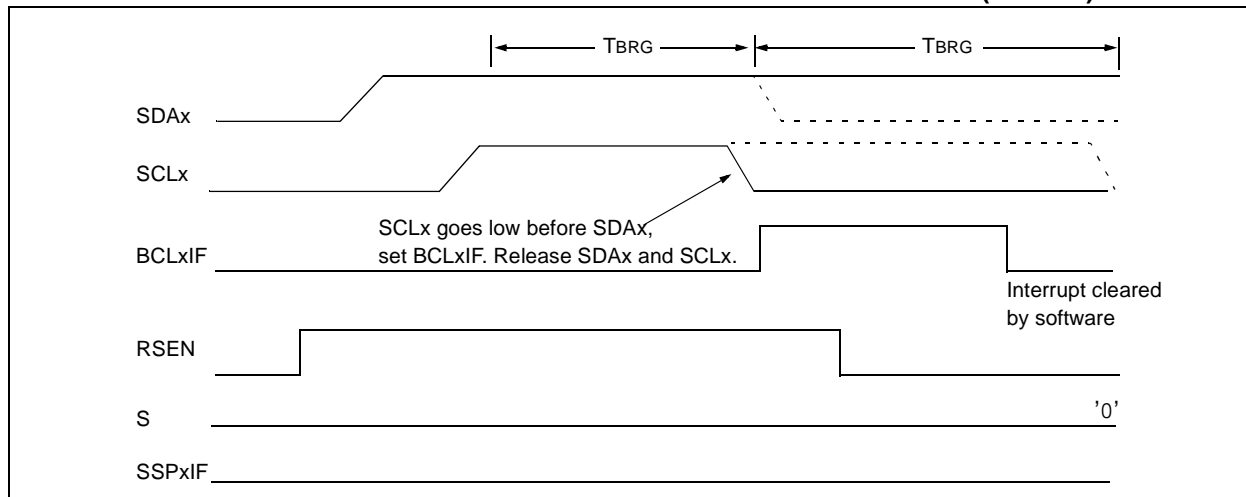 TBRG TBRG
SDAx
SCLx
SCLx goes low before SDAx,
set BCLxIF. Release SDAx and SCLx.
BCLxIF
Interrupt cleared
by software
RSEN
S '0'
SSPxIF